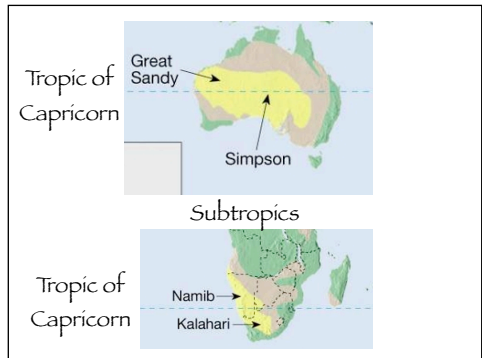 Great
Sandy
Tropic of
Capricorn
Simpson
Subtropics
Tropic of
Capricorn
Namib
Kalahari